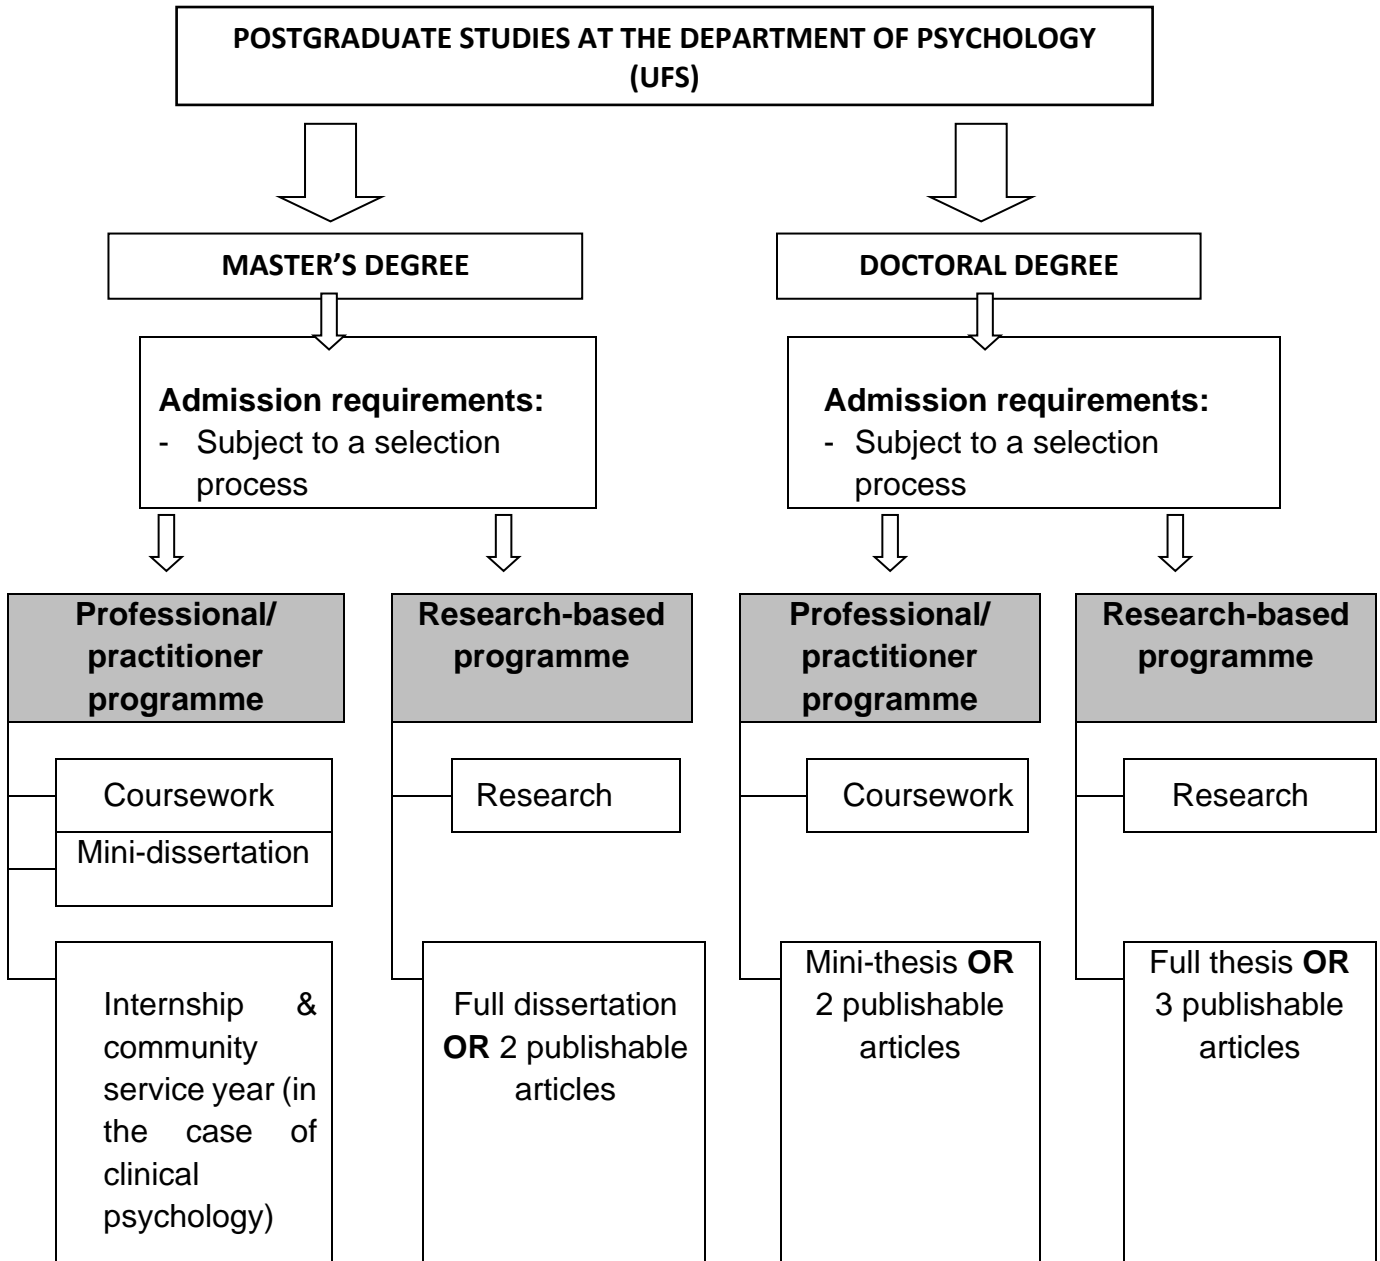 POSTGRADUATE STUDIES AT THE DEPARTMENT OF PSYCHOLOGY
(UFS)
MASTER’S DEGREE
DOCTORAL DEGREE
Admission requirements:
- Subject to a selection
process
Admission requirements:
- Subject to a selection
process
Professional/
practitioner
programme
Research-based
programme
Professional/
practitioner
programme
Research-based
programme
Coursework
Mini-dissertation
Internship &
community
service year (in
the case of
clinical
psychology)
Research
Full dissertation
OR 2 publishable
articles
Coursework
Mini-thesis OR
2 publishable
articles
Research
Full thesis OR
3 publishable
articles